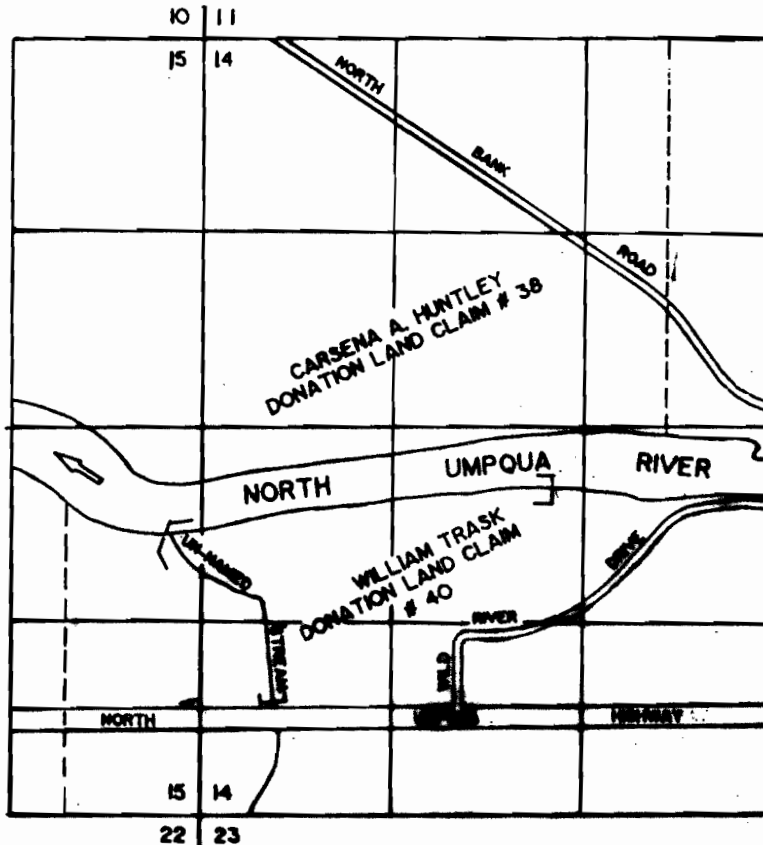 10 11
15 14
NORTH
BANK
ROAD
CARSENA A. HUNTLEY
DONATION LAND CLAIM # 38
NORTH UMPQUA RIVER
UN-NAMED
STREAM
WILLIAM TRASK
DONATION LAND CLAIM
# 40
DRIVE
RIVER
WILD
NORTH
HIGHWAY
15 14
22 23